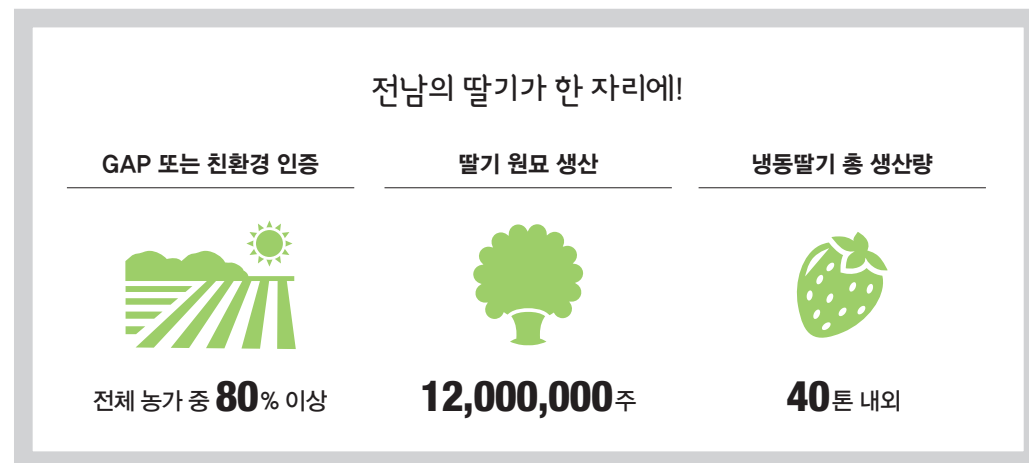 전남의 딸기가 한 자리에!
GAP 또는 친환경 인증
딸기 원묘 생산
냉동딸기 총 생산량
전체 농가 중 80% 이상
12,000,000주
40톤 내외